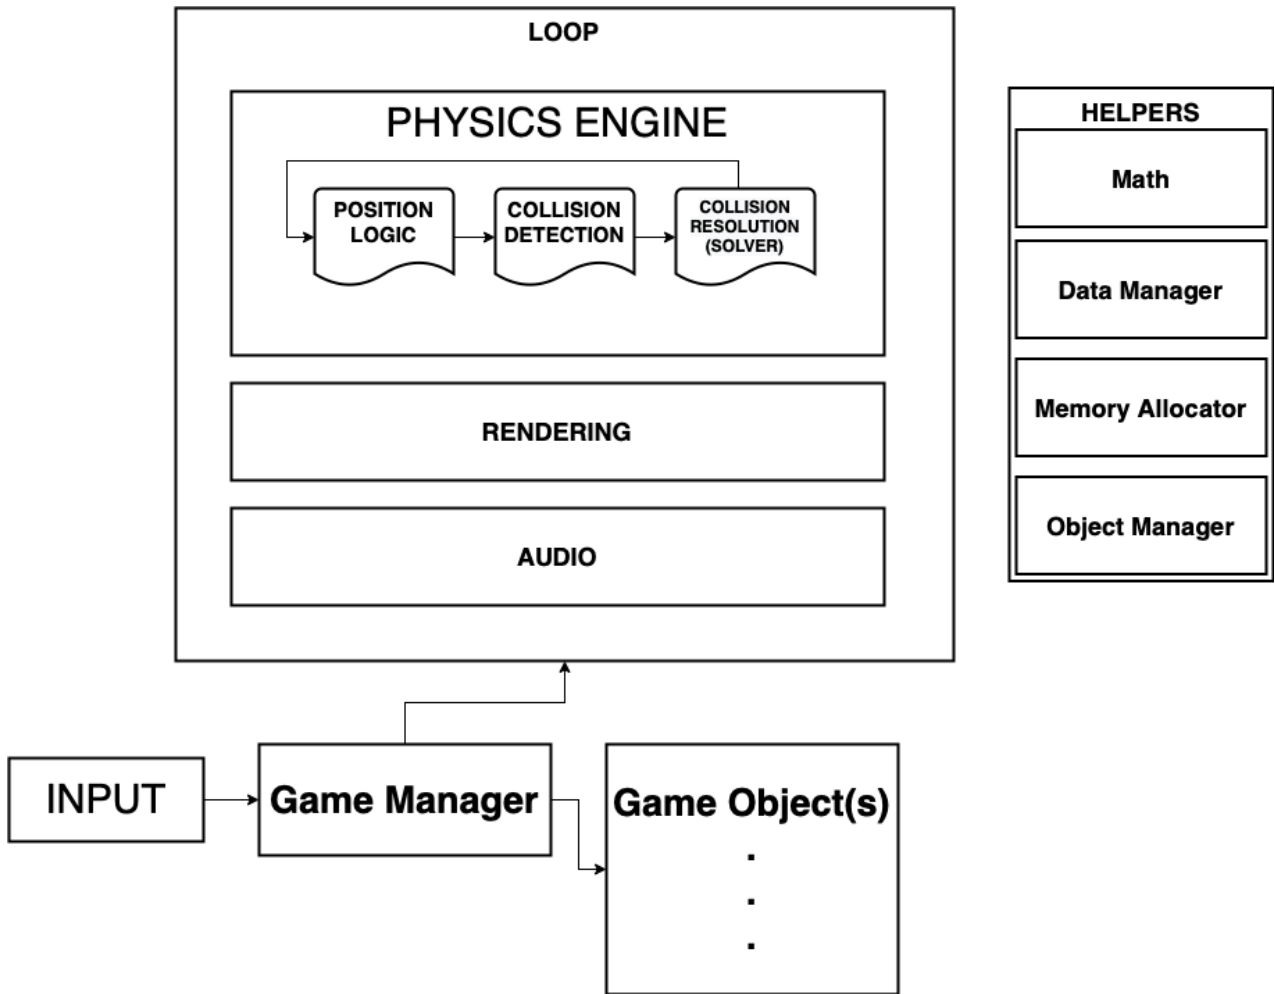 LOOP
PHYSICS ENGINE
POSITION
LOGIC
COLLISION
DETECTION
COLLISION
RESOLUTION
(SOLVER)
RENDERING
AUDIO
HELPERS
Math
Data Manager
Memory Allocator
Object Manager
INPUT
Game Manager
Game Object(s)
.
.
.